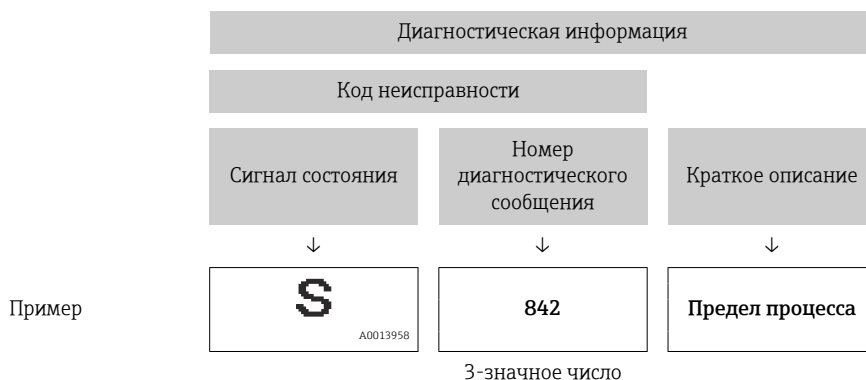 Диагностическая информация
Код неисправности
Сигнал состояния
Номер
диагностического
сообщения
Краткое описание
↓ ↓ ↓
Пример
S
A0013958
842
Предел процесса
3-значное число